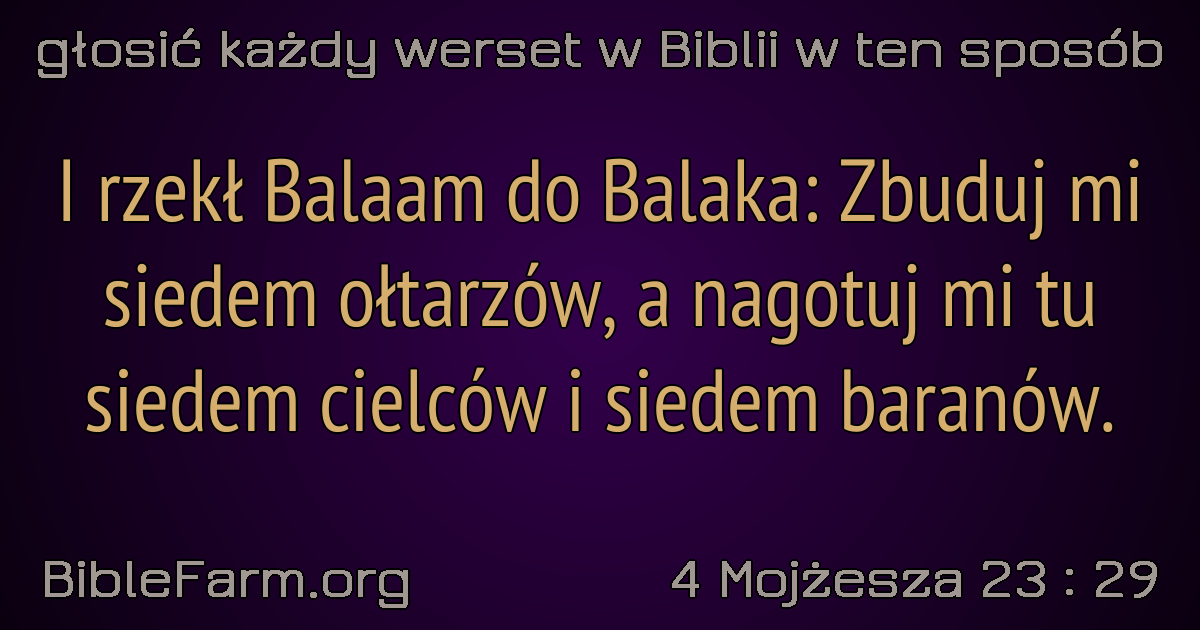 głosić każdy werset w Biblii w ten sposób
I rzekł Balaam do Balaka: Zbuduj mi
siedem ołtarzów, a nagotuj mi tu
siedem cielców i siedem baranów.
BibleFarm.org
4 Mojżesza 23 : 29